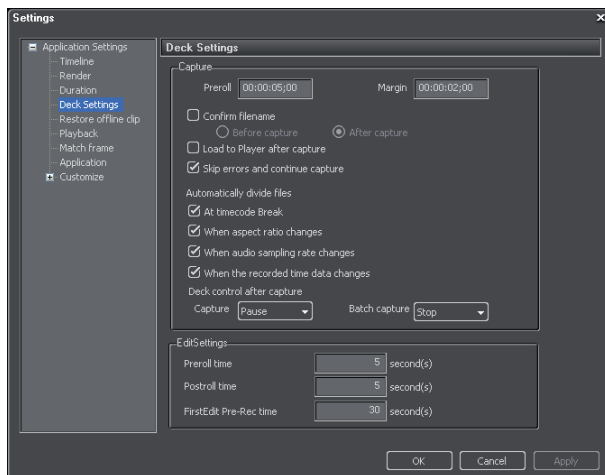 Settings
Application Settings
Timeline
Render
Duration
Deck Settings
Restore offline clip
Playback
Match frame
Application
Customize
Deck Settings
Capture
Preroll 00:00:05;00 Margin 00:00:02;00
Confirm filename
Before capture After capture
Load to Player after capture
Skip errors and continue capture
Automatically divide files
At timecode Break
When aspect ratio changes
When audio sampling rate changes
When the recorded time data changes
Deck control after capture
Capture Pause Batch capture Stop
EditSettings
Preroll time 5 second(s)
Postroll time 5 second(s)
FirstEdit Pre-Rec time 30 second(s)
OK Cancel Apply